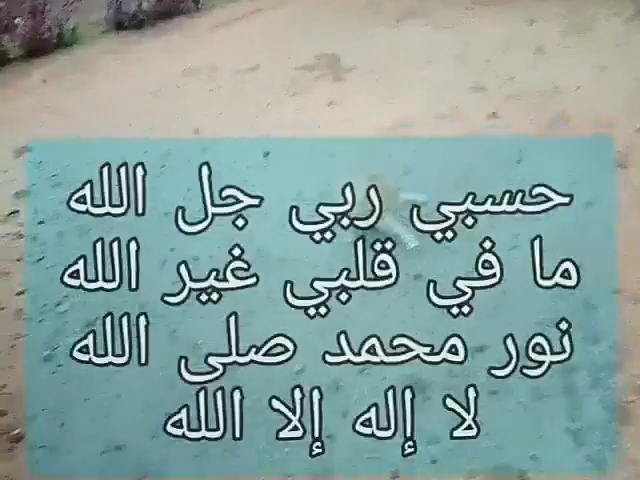 حسبي ربي جل الله
ما في قلبي غير الله
نور محمد صلى الله
لا إله إلا الله